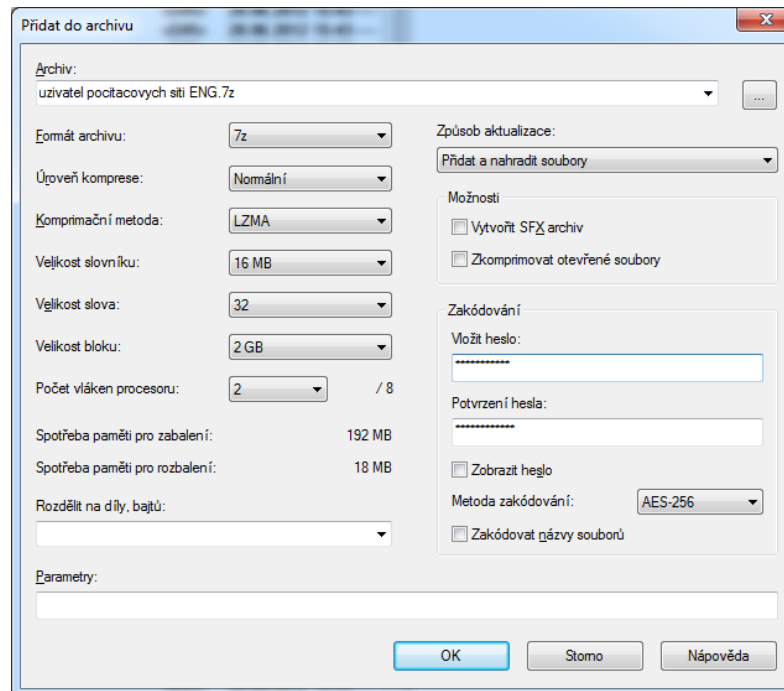 Přidat do archivu
Archiv:
uzivatel pocitacovych siti ENG.7z
...
Formát archivu:
7z
Úroveň komprese:
Normální
Komprimační metoda:
LZMA
Velikost slovníku:
16 MB
Velikost slova:
32
Velikost bloku:
2 GB
Počet vláken procesoru:
2
/ 8
Spotřeba paměti pro zabalení:
192 MB
Spotřeba paměti pro rozbalení:
18 MB
Rozdělit na díly, bajtů:
Způsob aktualizace:
Přidat a nahradit soubory
Možnosti
Vytvořit SFX archiv
Zkomprimovat otevřené soubory
Zakódování
Vložit heslo:
***********
Potvrzení hesla:
************
Zobrazit heslo
Metoda zakódování:
AES-256
Zakódovat názvy souborů
Parametry:
OK
Storno
Nápověda